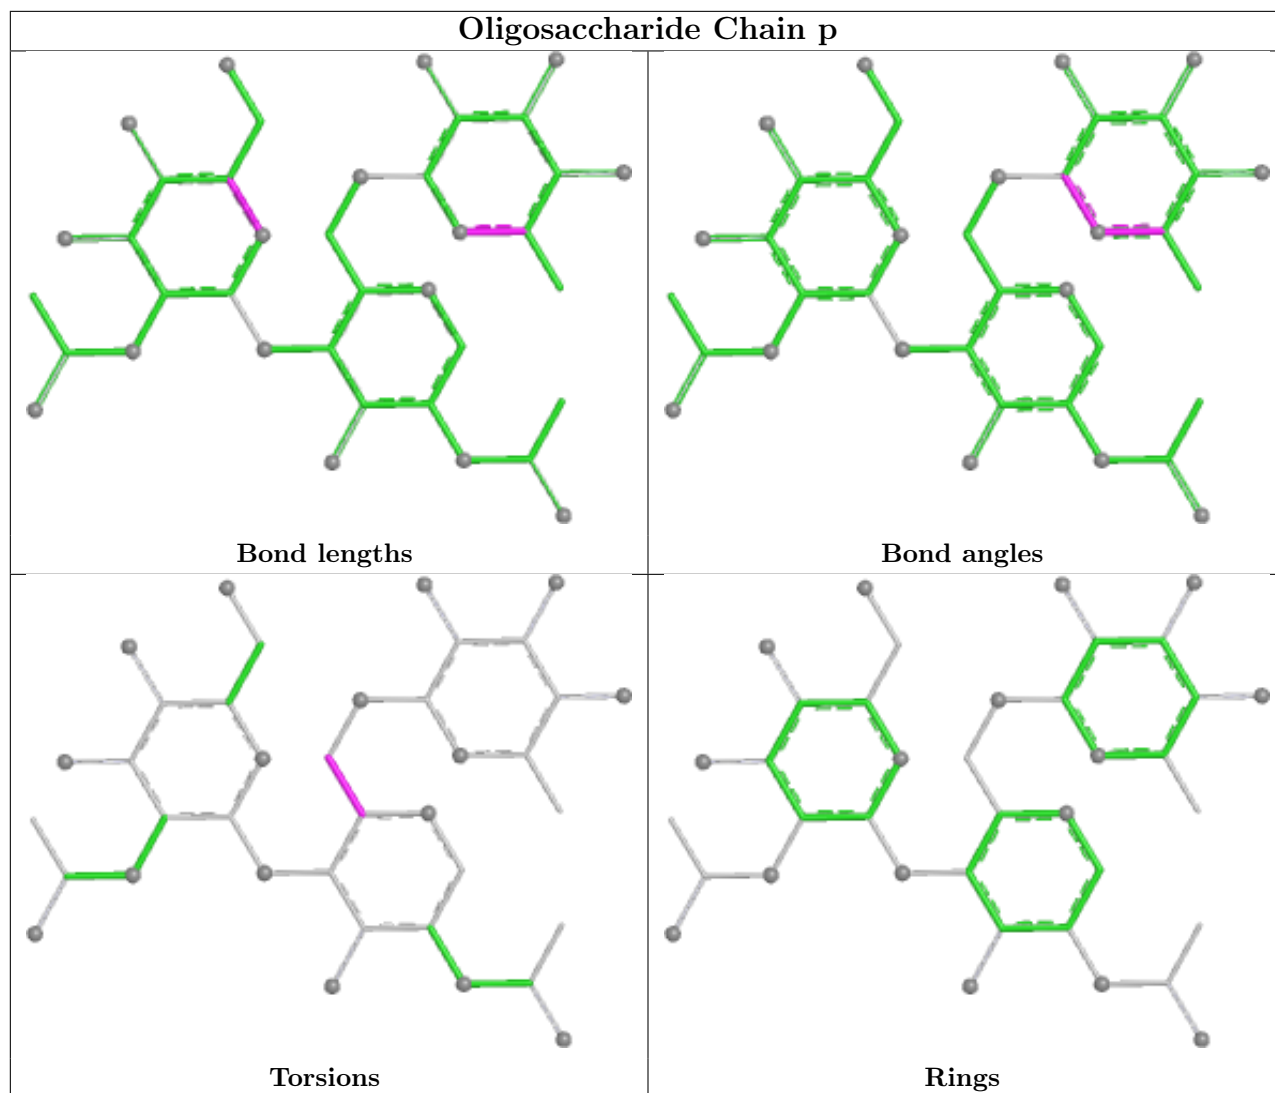 Oligosaccharide Chain p
Bond lengths
Bond angles
Torsions
Rings